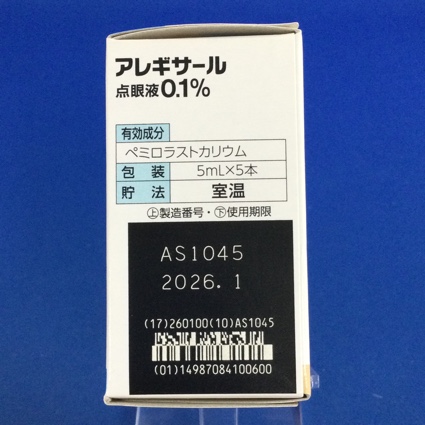 アレギサール
点眼液0.1%
有効成分
ペミロラストカリウム
包装 5mL×5本
貯法 室温
㊤製造番号・㊦使用期限
AS1045
2026.1
(17)260100(10)AS1045
(01)14987084100600